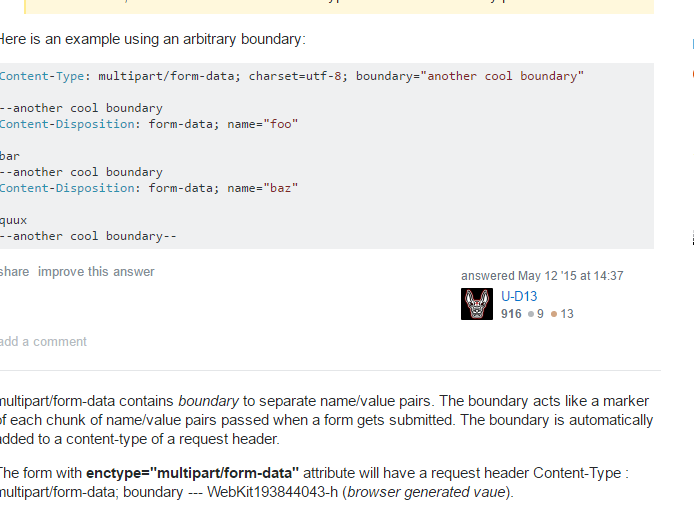 Here is an example using an arbitrary boundary:
Content-Type: multipart/form-data; charset=utf-8; boundary="another cool boundary"
--another cool boundary
Content-Disposition: form-data; name="foo"
bar
--another cool boundary
Content-Disposition: form-data; name="baz"
quux
--another cool boundary--
share improve this answer
answered May 12 '15 at 14:37
U-D13
916 9 13
add a comment
multipart/form-data contains boundary to separate name/value pairs. The boundary acts like a marker
of each chunk of name/value pairs passed when a form gets submitted. The boundary is automatically
added to a content-type of a request header.
The form with enctype="multipart/form-data" attribute will have a request header Content-Type :
multipart/form-data; boundary --- WebKit193844043-h (browser generated vaue).